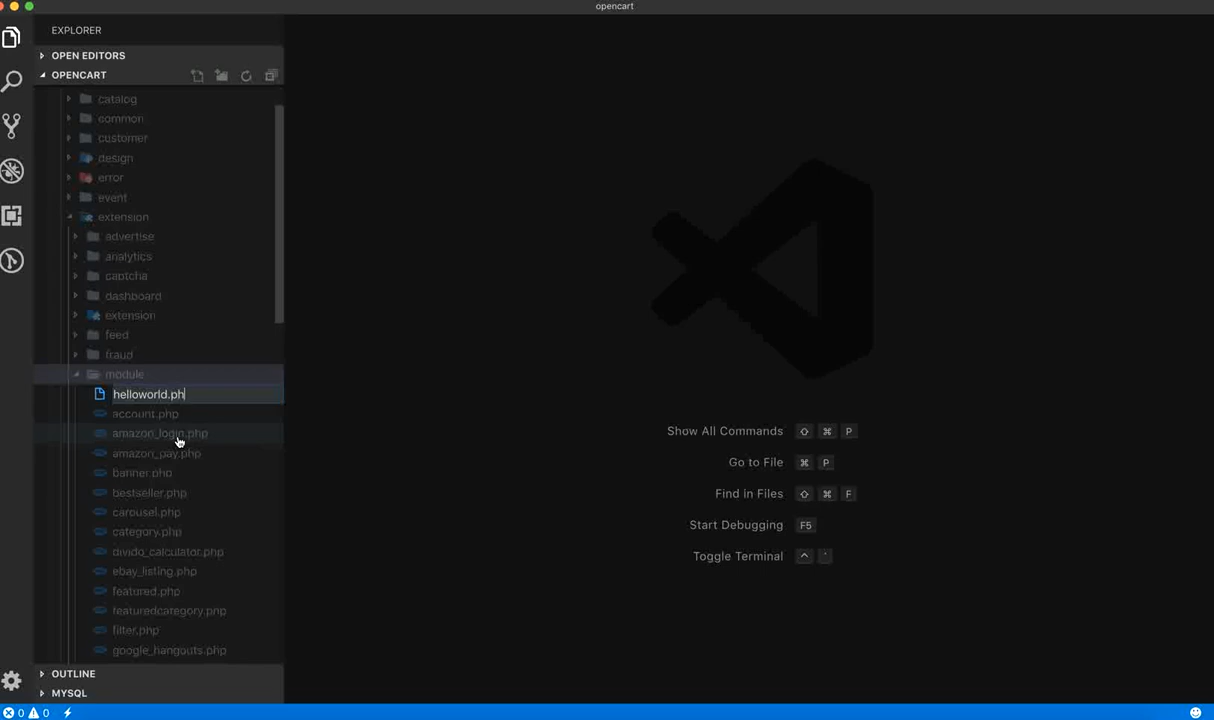 opencart
EXPLORER
OPEN EDITORS
OPENCART
catalog
common
customer
design
error
event
extension
advertise
analytics
captcha
dashboard
extension
feed
fraud
module
helloworld.ph
account.php
amazon_login.php
amazon_pay.php
banner.php
bestseller.php
carousel.php
category.php
divido_calculator.php
ebay_listing.php
featured.php
featuredcategory.php
filter.php
google_hangouts.php
OUTLINE
MYSQL
Show All Commands ⇧ ⌘ P
Go to File ⌘ P
Find in Files ⇧ ⌘ F
Start Debugging F5
Toggle Terminal ^ `
0 0